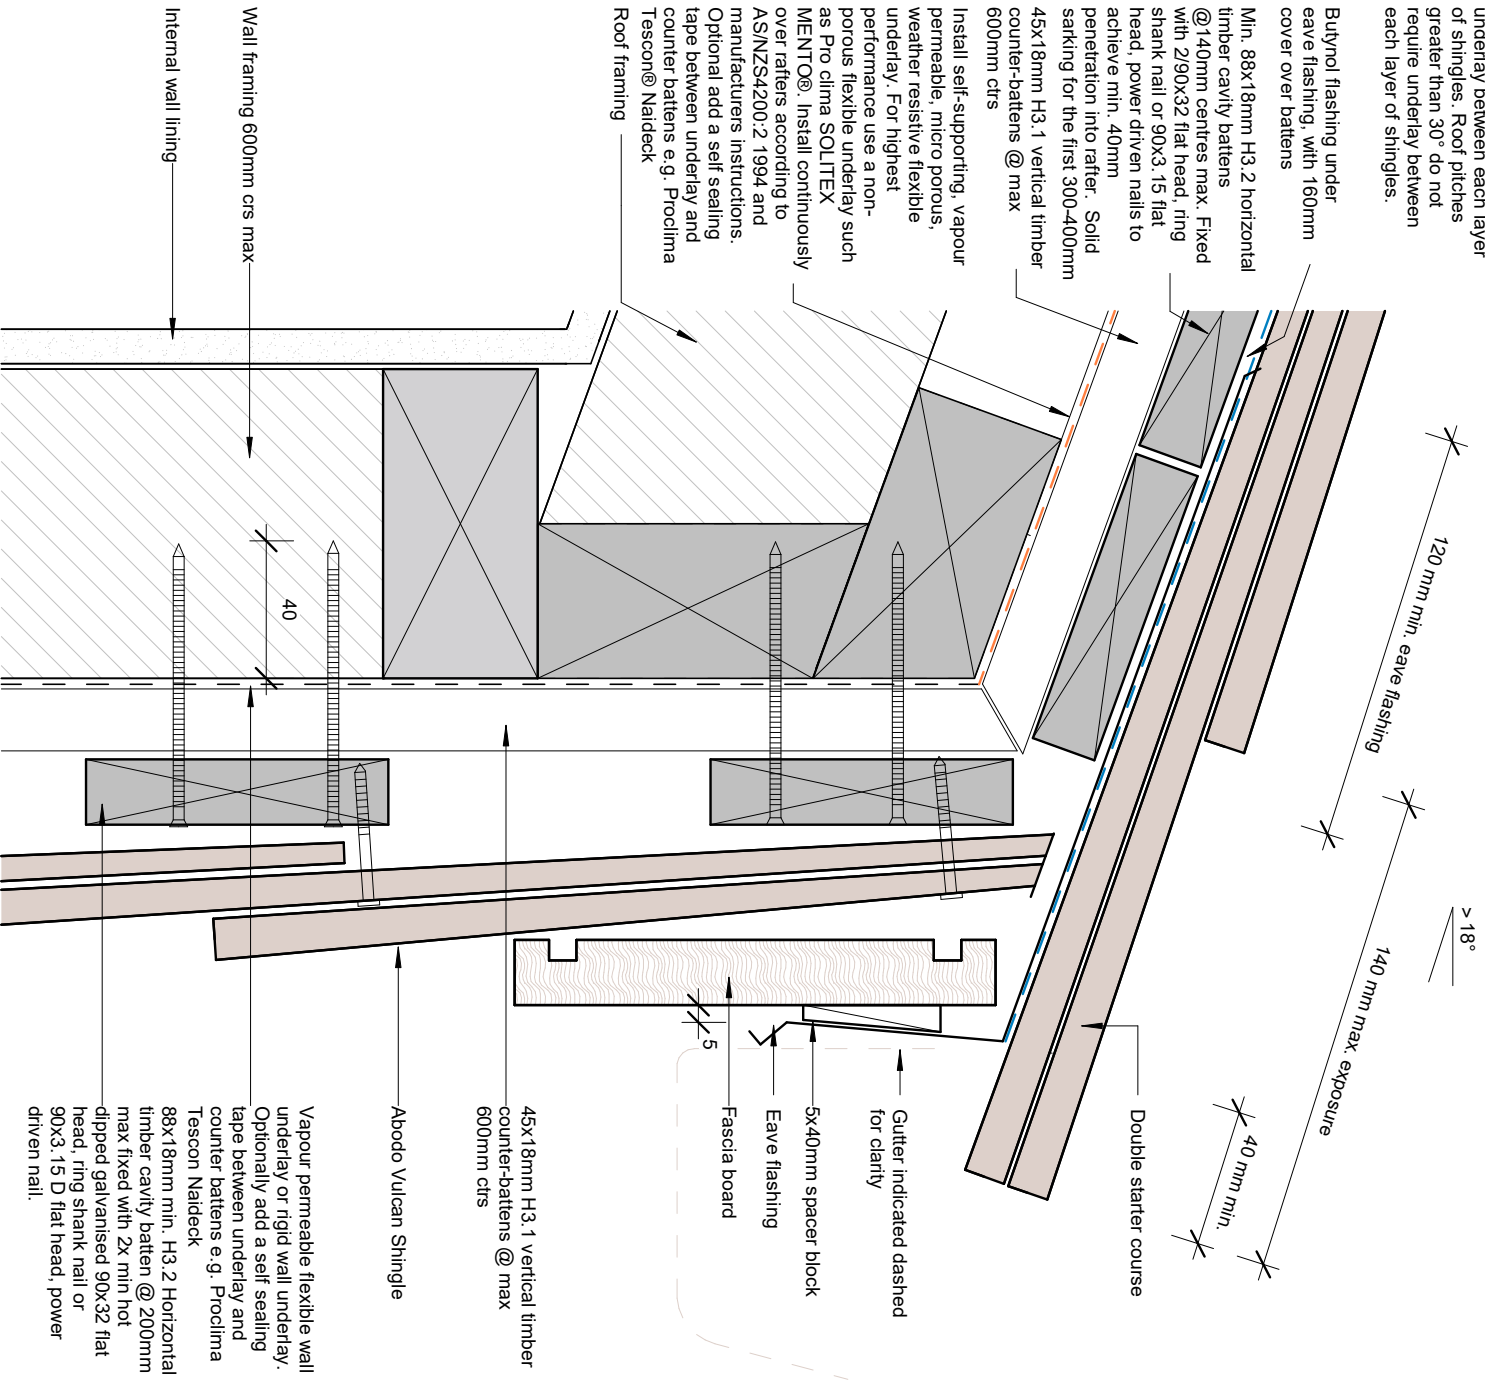 underlay between each layer
of shingles. Roof pitches
greater than 30° do not
require underlay between
each layer of shingles.
Butynol flashing under
eave flashing, with 160mm
cover over battens
Min. 88x18mm H3.2 horizontal
timber cavity battens
@140mm centres max. Fixed
with 2/90x32 flat head, ring
shank nail or 90x3.15 flat
head, power driven nails to
achieve min. 40mm
penetration into rafter. Solid
sarking for the first 300-400mm
45x18mm H3.1 vertical timber
counter-battens @ max
600mm ctrs
Install self-supporting, vapour
permeable, micro porous,
weather resistive flexible
underlay. For highest
performance use a non-
porous flexible underlay such
as Pro clima SOLITEX
MENTO®. Install continuously
over rafters according to
AS/NZS4200:2 1994 and
manufacturers instructions.
Optional add a self sealing
tape between underlay and
counter battens e.g. Proclima
Tescon® Naideck
Roof framing
Wall framing 600mm crs max
Internal wall lining
120 mm min. eave flashing
> 18°
140 mm max. exposure
40 mm min.
40
5
Double starter course
Gutter indicated dashed
for clarity
5x40mm spacer block
Eave flashing
Fascia board
45x18mm H3.1 vertical timber
counter-battens @ max
600mm ctrs
Abodo Vulcan Shingle
Vapour permeable flexible wall
underlay or rigid wall underlay.
Optionally add a self sealing
tape between underlay and
counter battens e.g. Proclima
Tescon Naideck
88x18mm min. H3.2 Horizontal
timber cavity batten @ 200mm
max fixed with 2x min hot
dipped galvanised 90x32 flat
head, ring shank nail or
90x3.15 D flat head, power
driven nail.